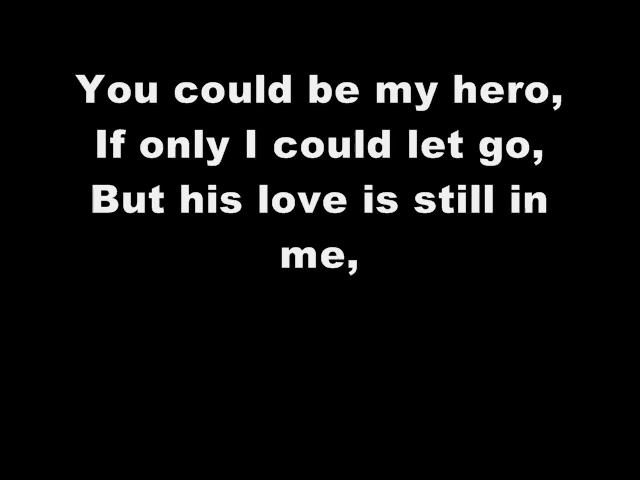 You could be my hero,
If only I could let go,
But his love is still in
me,